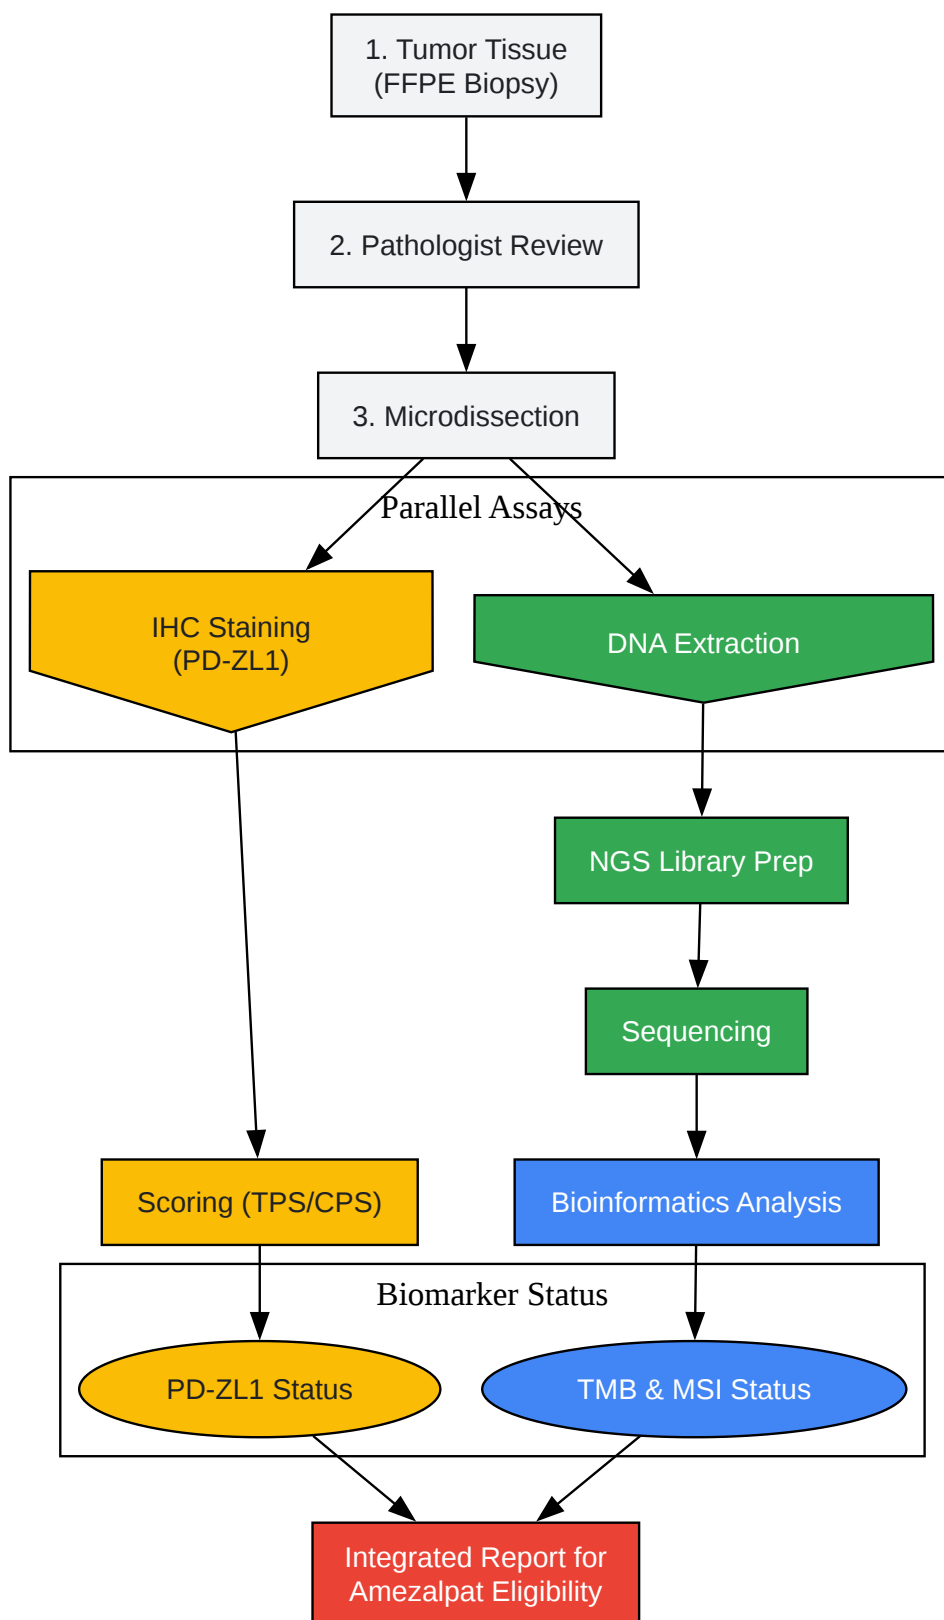 1. Tumor Tissue
(FFPE Biopsy)
2. Pathologist Review
3. Microdissection
Parallel Assays
IHC Staining
(PD-ZL1)
DNA Extraction
NGS Library Prep
Sequencing
Scoring (TPS/CPS)
Bioinformatics Analysis
Biomarker Status
PD-ZL1 Status
TMB & MSI Status
Integrated Report for
Amezalpat Eligibility